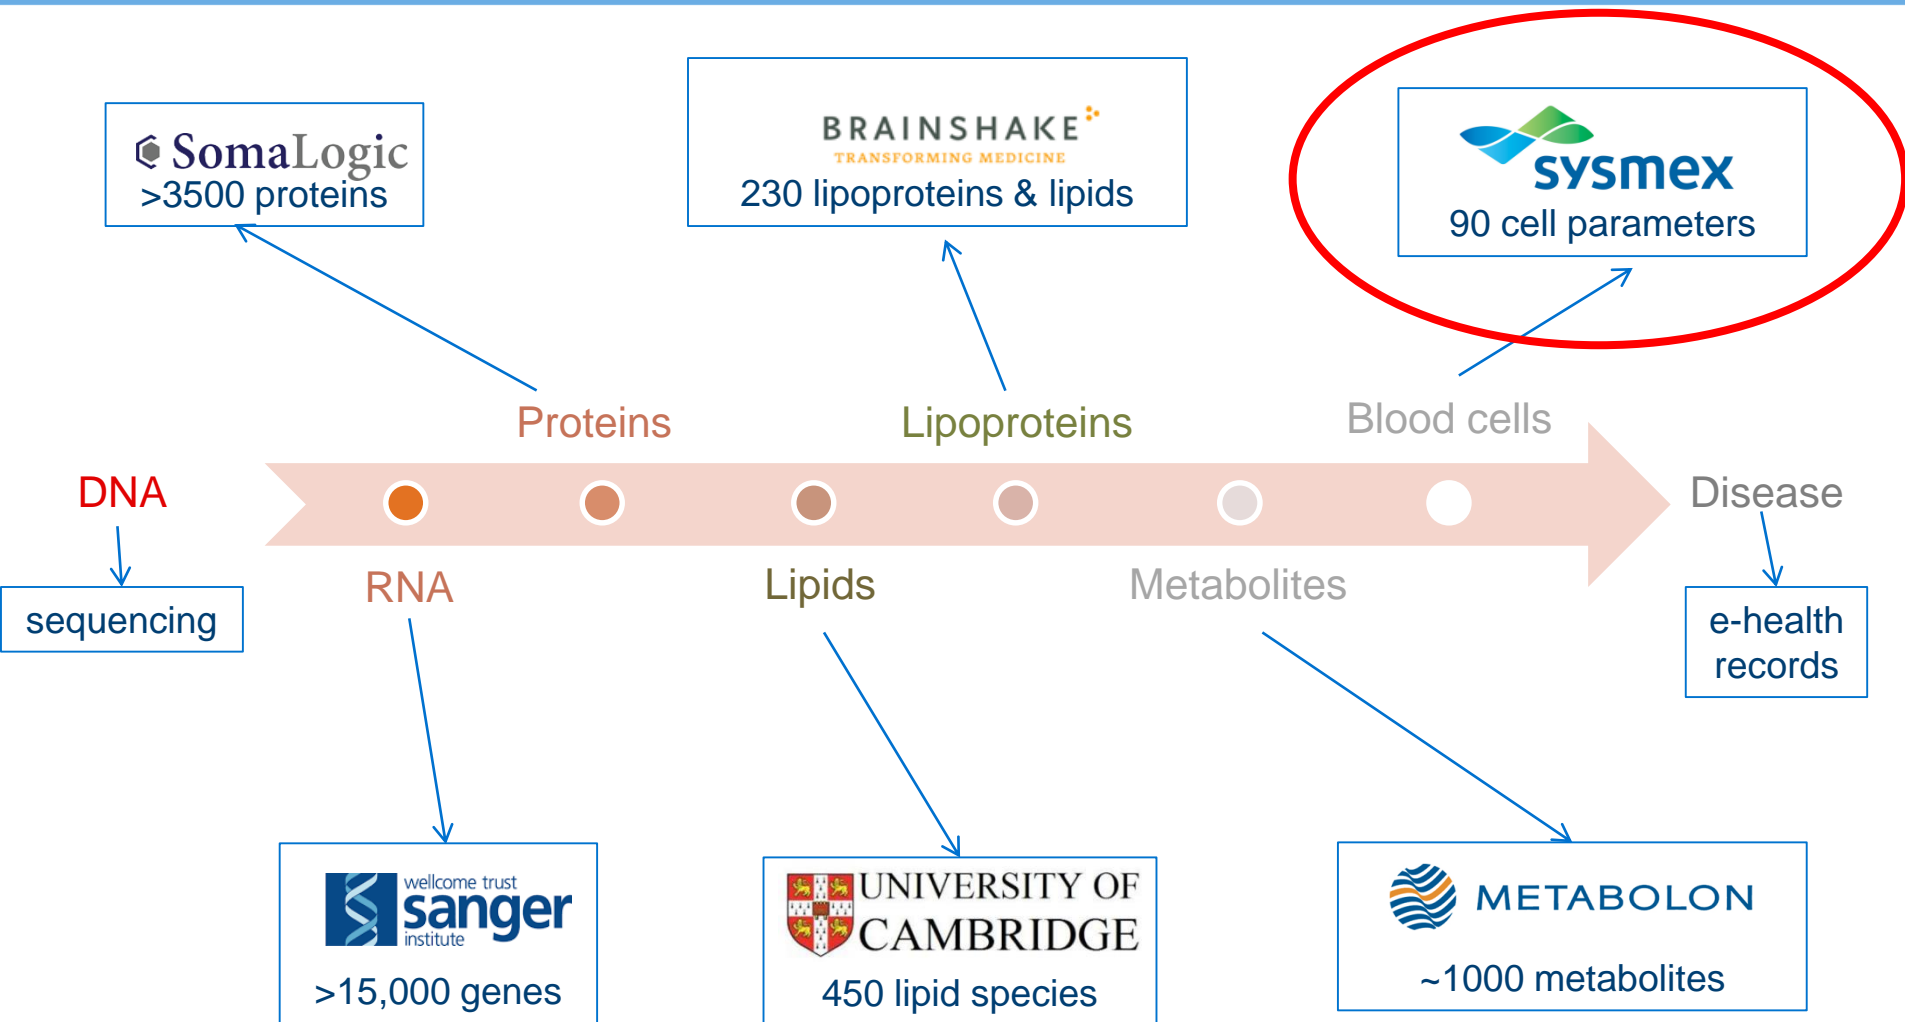 SomaLogic
>3500 proteins
BRAINSHAKE
TRANSFORMING MEDICINE
230 lipoproteins & lipids
sysmex
90 cell parameters
Proteins
Lipoproteins
Blood cells
DNA
Disease
RNA
Lipids
Metabolites
sequencing
e-health
records
wellcome trust
sanger
institute
>15,000 genes
UNIVERSITY OF
CAMBRIDGE
450 lipid species
METABOLON
~1000 metabolites